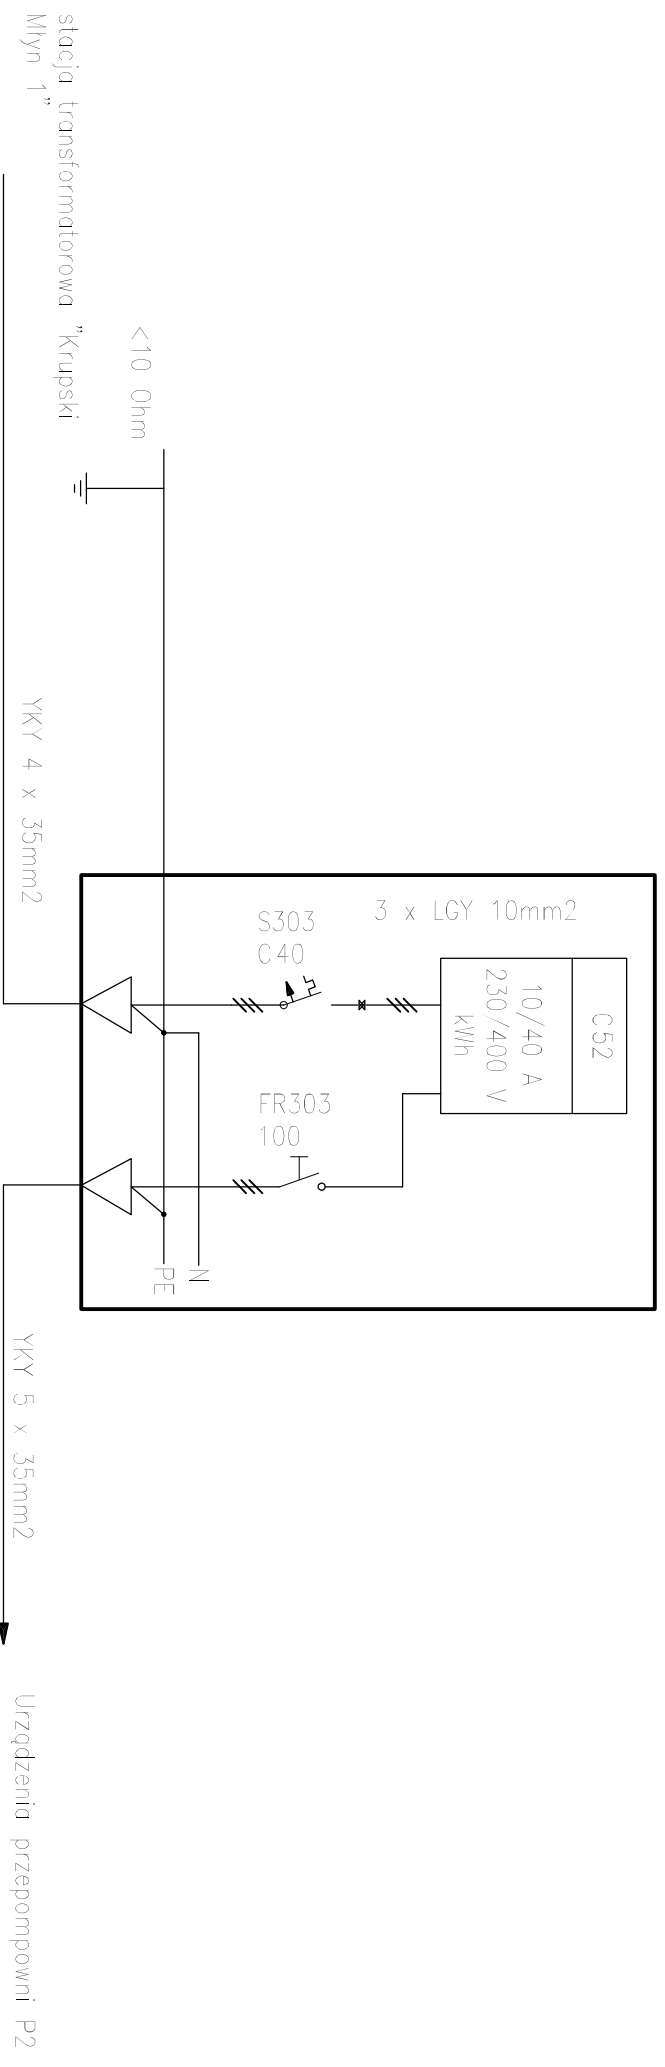 stacja transformatorowa "Krupski
Młyn 1"
<10 Ohm
YKY 4 x 35mm2
3 x LGY 10mm2
S303
C40
C52
10/40 A
230/400 V
kWh
FR303
100
N
PE
YKY 5 x 35mm2
Urządzenia przepompowni P2